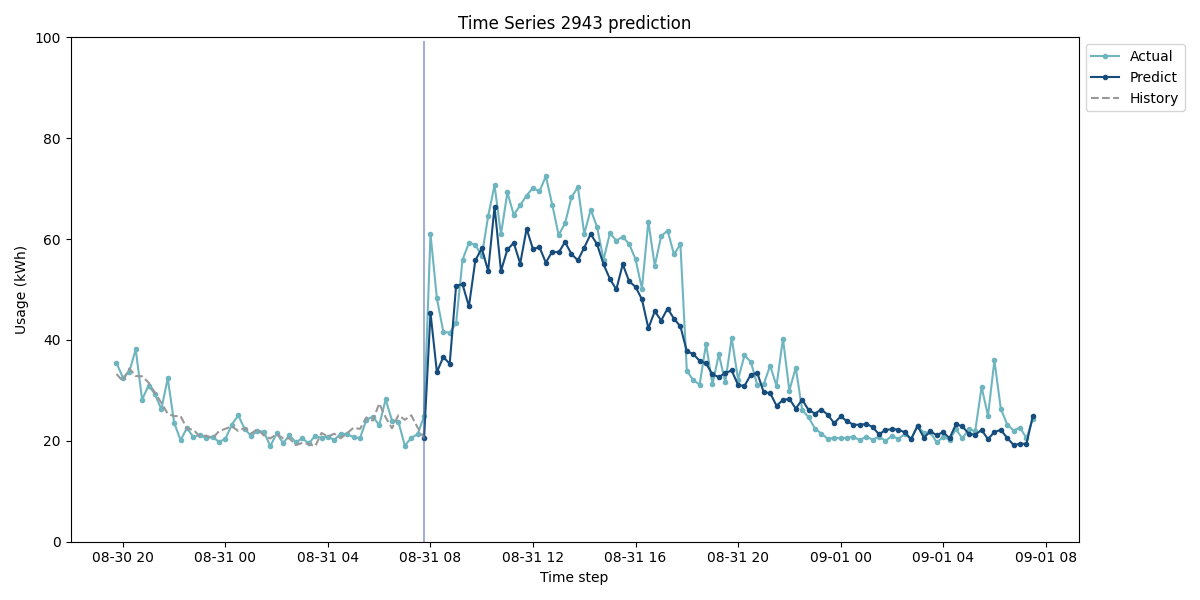 Time Series 2943 prediction
Usage (kWh)
100
80
60
40
20
0
08-30 20
08-31 00
08-31 04
08-31 08
08-31 12
08-31 16
08-31 20
09-01 00
09-01 04
09-01 08
Time step
Actual
Predict
History